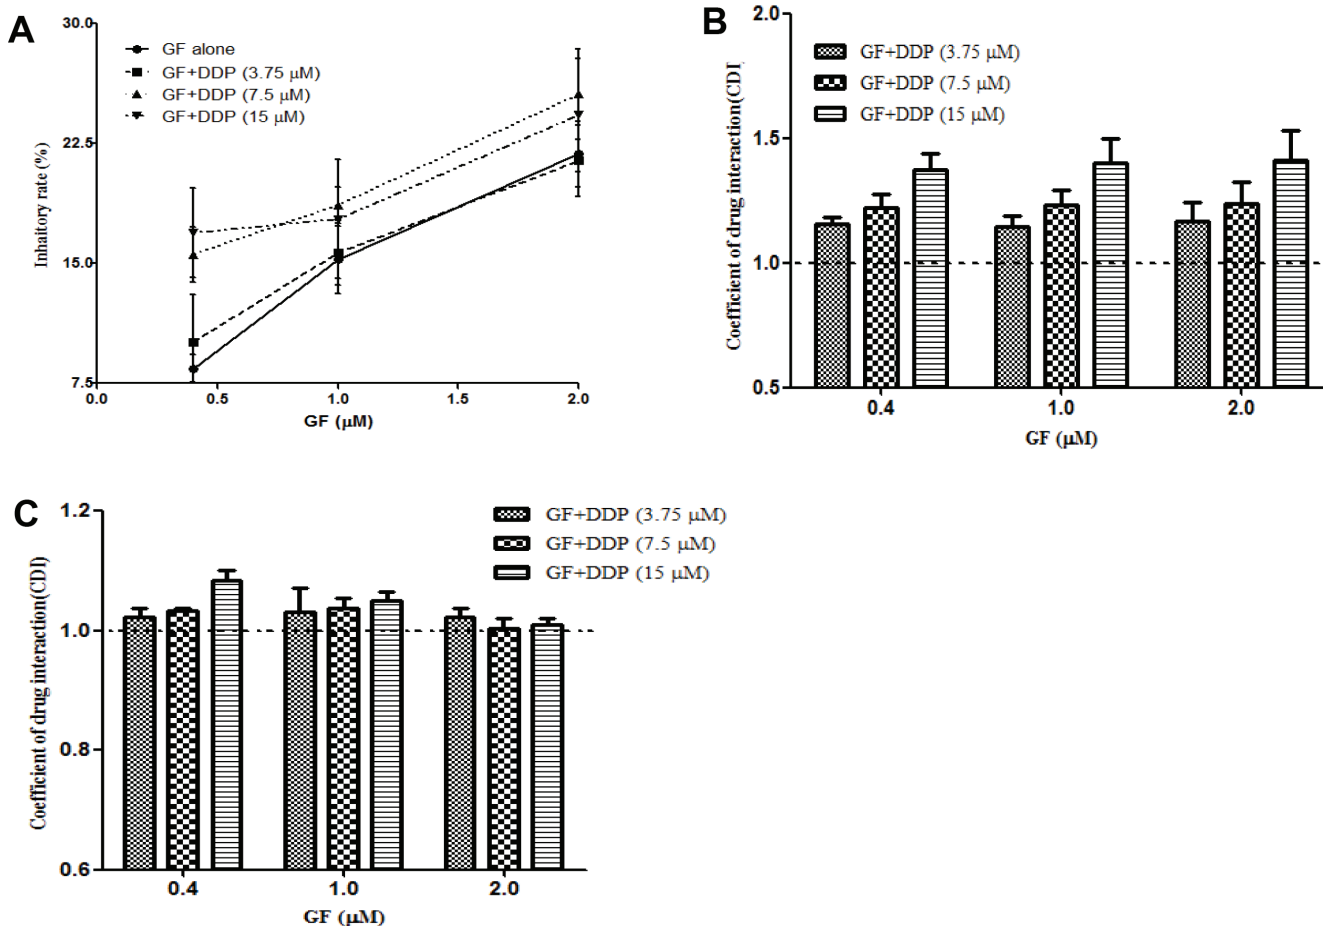 A
30.0
GF alone
GF+DDP (3.75 μM)
GF+DDP (7.5 μM)
GF+DDP (15 μM)
22.5
15.0
7.5
Inhaitory rate (%)
0.0
0.5
1.0
1.5
2.0
GF (μM)
B
2.0
GF+DDP (3.75 μM)
GF+DDP (7.5 μM)
GF+DDP (15 μM)
1.5
1.0
0.5
Coefficient of drug interaction(CDI)
0.4
1.0
2.0
GF (μM)
C
1.2
GF+DDP (3.75 μM)
GF+DDP (7.5 μM)
GF+DDP (15 μM)
1.0
0.8
0.6
Coefficient of drug interaction(CDI)
0.4
1.0
2.0
GF (μM)